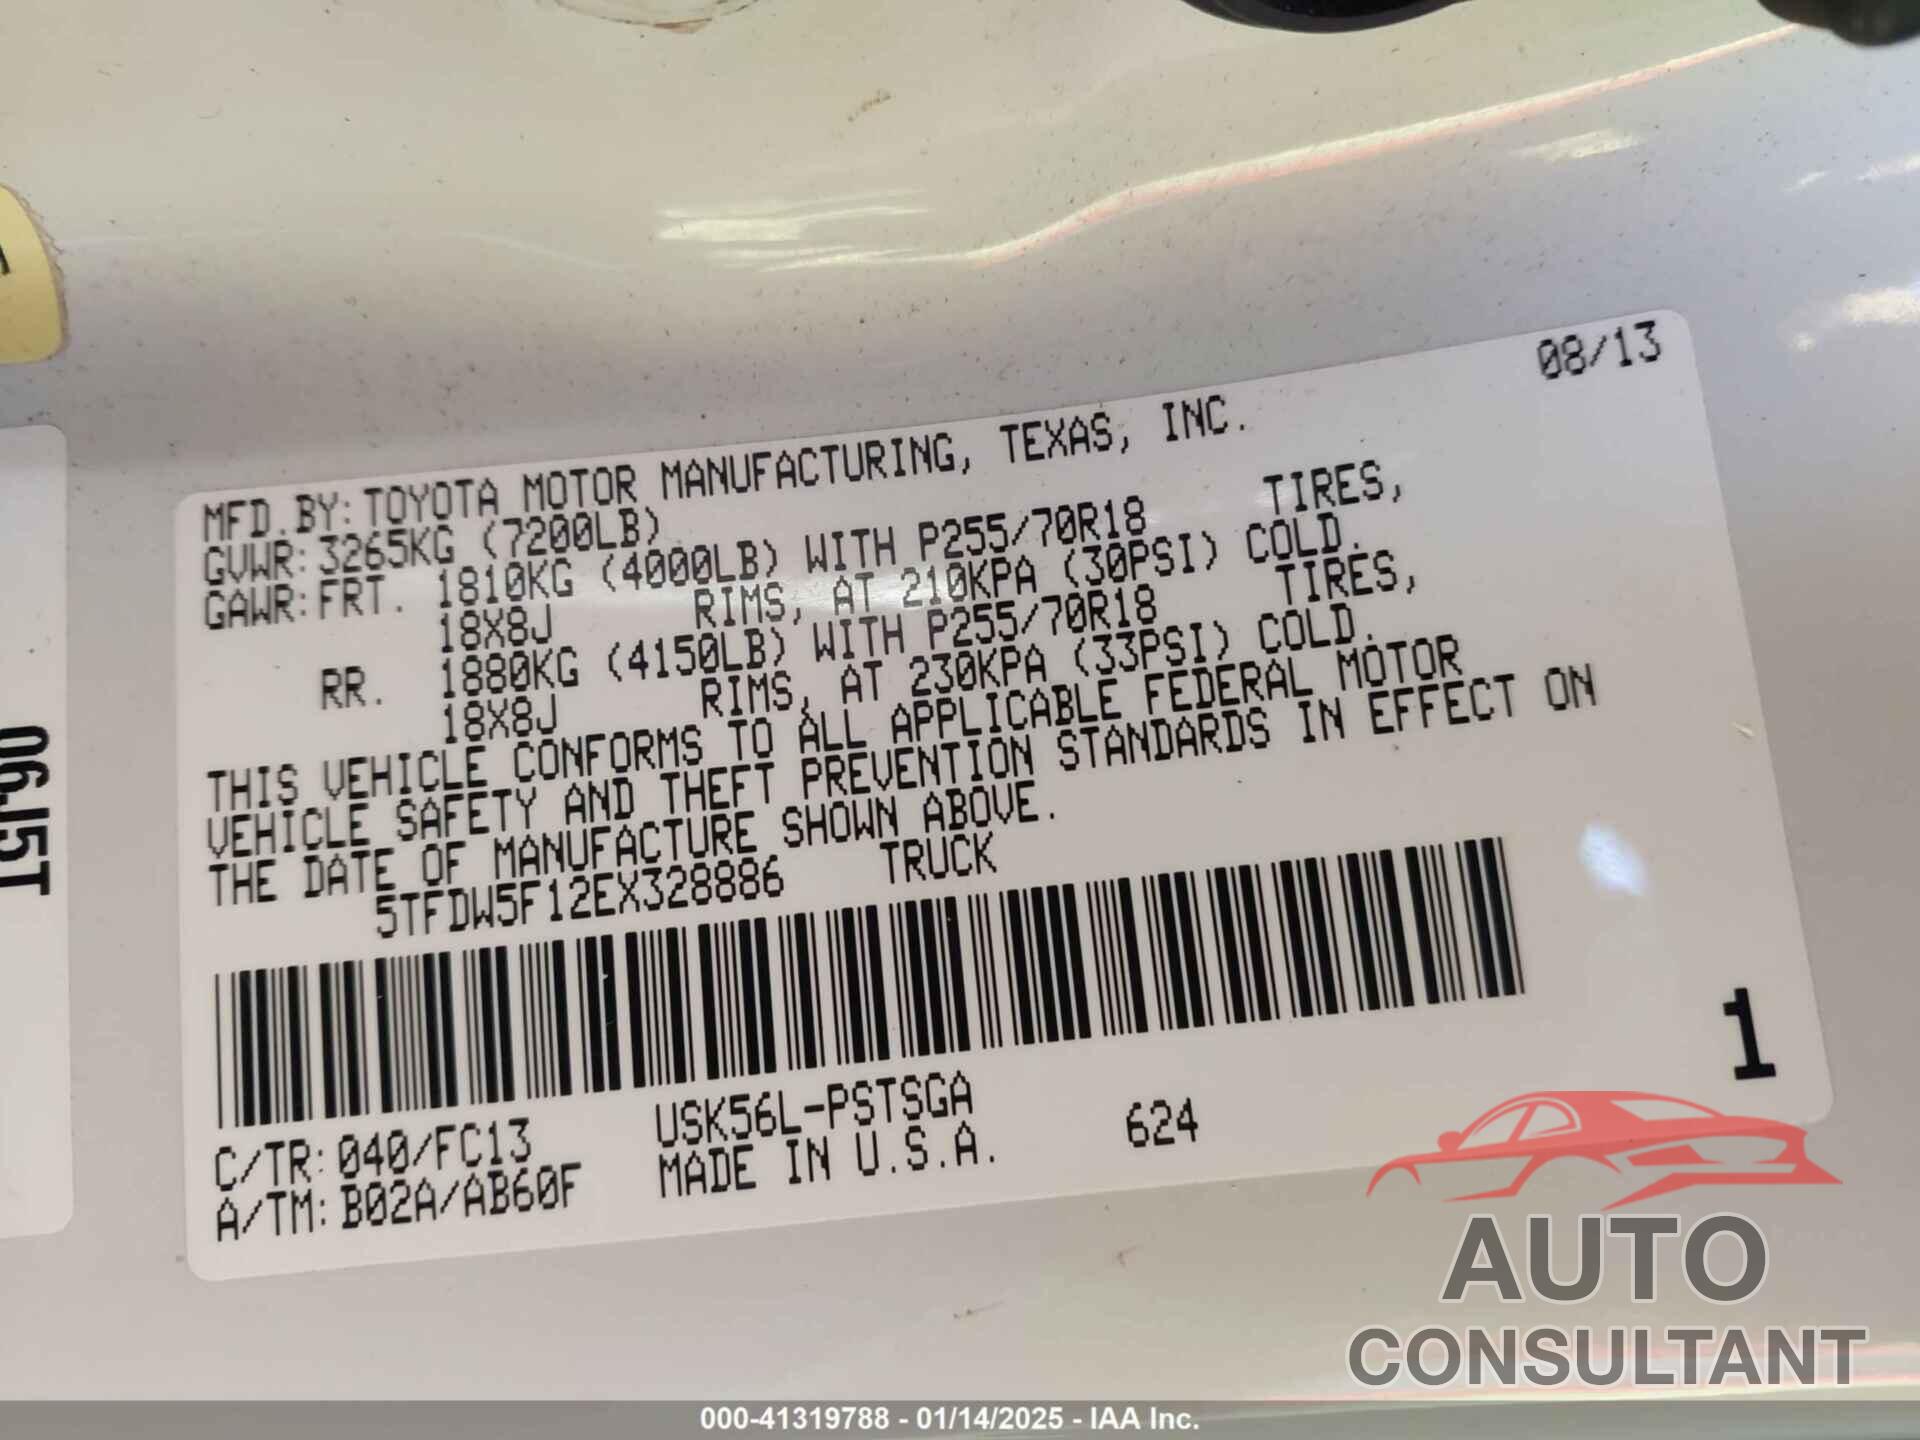 08/13
MFD.BY: TOYOTA MOTOR MANUFACTURING, TEXAS, INC.
GVWR: 3265KG (7200LB)
GAWR: FRT. 1810KG (4000LB) WITH P255/70R18 TIRES,
18X8J RIMS, AT 210KPA (30PSI) COLD.
RR. 1880KG (4150LB) WITH P255/70R18 TIRES,
18X8J RIMS, AT 230KPA (33PSI) COLD.
THIS VEHICLE CONFORMS TO ALL APPLICABLE FEDERAL MOTOR
VEHICLE SAFETY AND THEFT PREVENTION STANDARDS IN EFFECT ON
THE DATE OF MANUFACTURE SHOWN ABOVE.
5TFDW5F12EX328886 TRUCK
1
C/TR: 040/FC13 USK56L-PSTSGA 624
A/TM: B02A/AB60F MADE IN U.S.A.
06J5T
AUTO
CONSULTANT
000-41319788 - 01/14/2025 - IAA Inc.